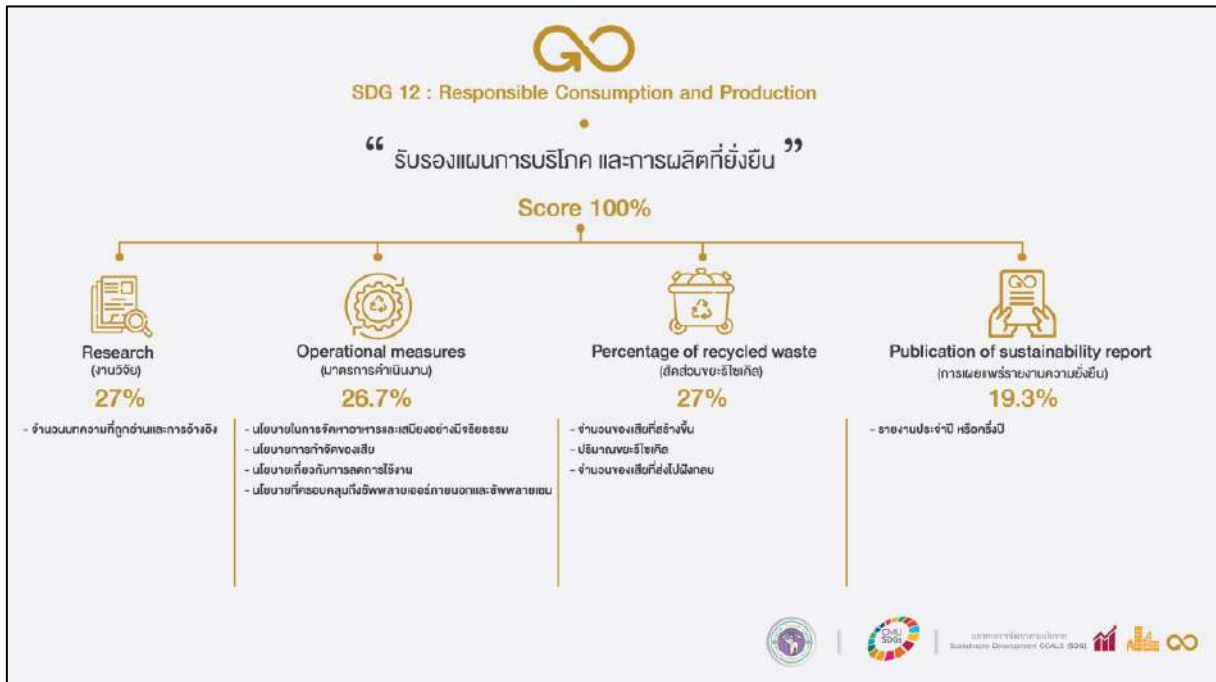 SDG 12 : Responsible Consumption and Production
“ รับรองแผนการบริโภค และการผลิตที่ยั่งยืน ”
Score 100%
Research
(งานวิจัย)
27%
- จำนวนบทความที่ถูกอ่านและการอ้างอิง
Operational measures
(มาตรการดำเนินงาน)
26.7%
- นโยบายในการจัดหาอาหารและเสบียงอย่างมีจริยธรรม
- นโยบายการกำจัดของเสีย
- นโยบายเกี่ยวกับการลดการใช้งาน
- นโยบายที่ครอบคลุมถึงซัพพลายเออร์ภายนอกและซัพพลายเชน
Percentage of recycled waste
(สัดส่วนขยะรีไซเคิล)
27%
- จำนวนของเสียที่สร้างขึ้น
- ปริมาณขยะรีไซเคิล
- จำนวนของเสียที่ส่งไปฝังกลบ
Publication of sustainability report
(การเผยแพร่รายงานความยั่งยืน)
19.3%
- รายงานประจำปี หรือครึ่งปี
CMU
SDGs
Sustainable Development GOALS (SDG)